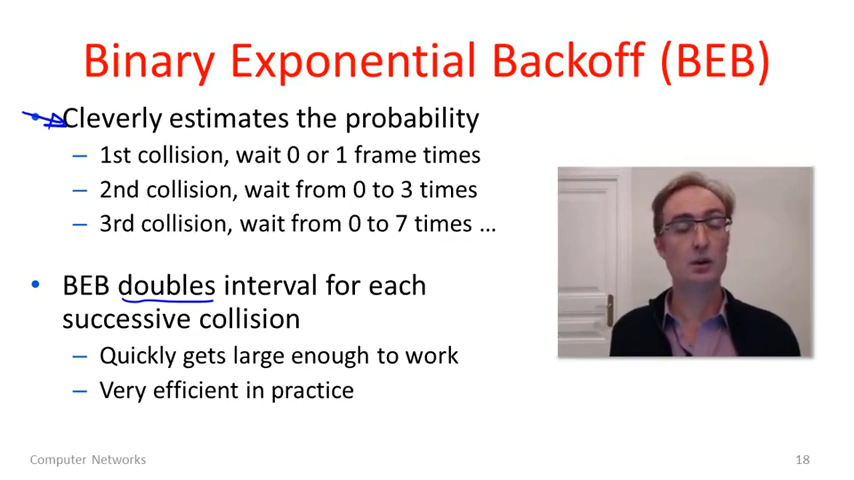 Binary Exponential Backoff (BEB)
• Cleverly estimates the probability
– 1st collision, wait 0 or 1 frame times
– 2nd collision, wait from 0 to 3 times
– 3rd collision, wait from 0 to 7 times …
• BEB doubles interval for each
successive collision
– Quickly gets large enough to work
– Very efficient in practice
Computer Networks
18